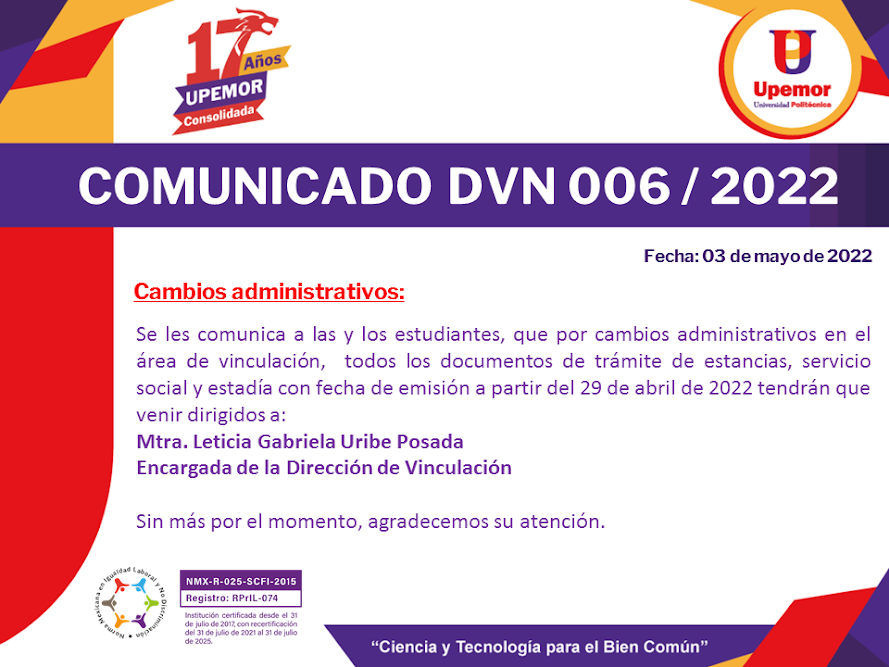 17
Años
UPEMOR
Consolidada
Upemor
Universidad Politécnica
COMUNICADO DVN 006 / 2022
Fecha: 03 de mayo de 2022
Cambios administrativos:
Se les comunica a las y los estudiantes, que por cambios administrativos en el
área de vinculación, todos los documentos de trámite de estancias, servicio
social y estadía con fecha de emisión a partir del 29 de abril de 2022 tendrán que
venir dirigidos a:
Mtra. Leticia Gabriela Uribe Posada
Encargada de la Dirección de Vinculación
Sin más por el momento, agradecemos su atención.
Norma Mexicana en Igualdad Laboral y No Discriminación
NMX-R-025-SCFI-2015
Registro: RPrIL-074
Institución certificada desde el 31
de julio de 2017, con recertificación
del 31 de julio de 2021 al 31 de julio
de 2025.
“Ciencia y Tecnología para el Bien Común”